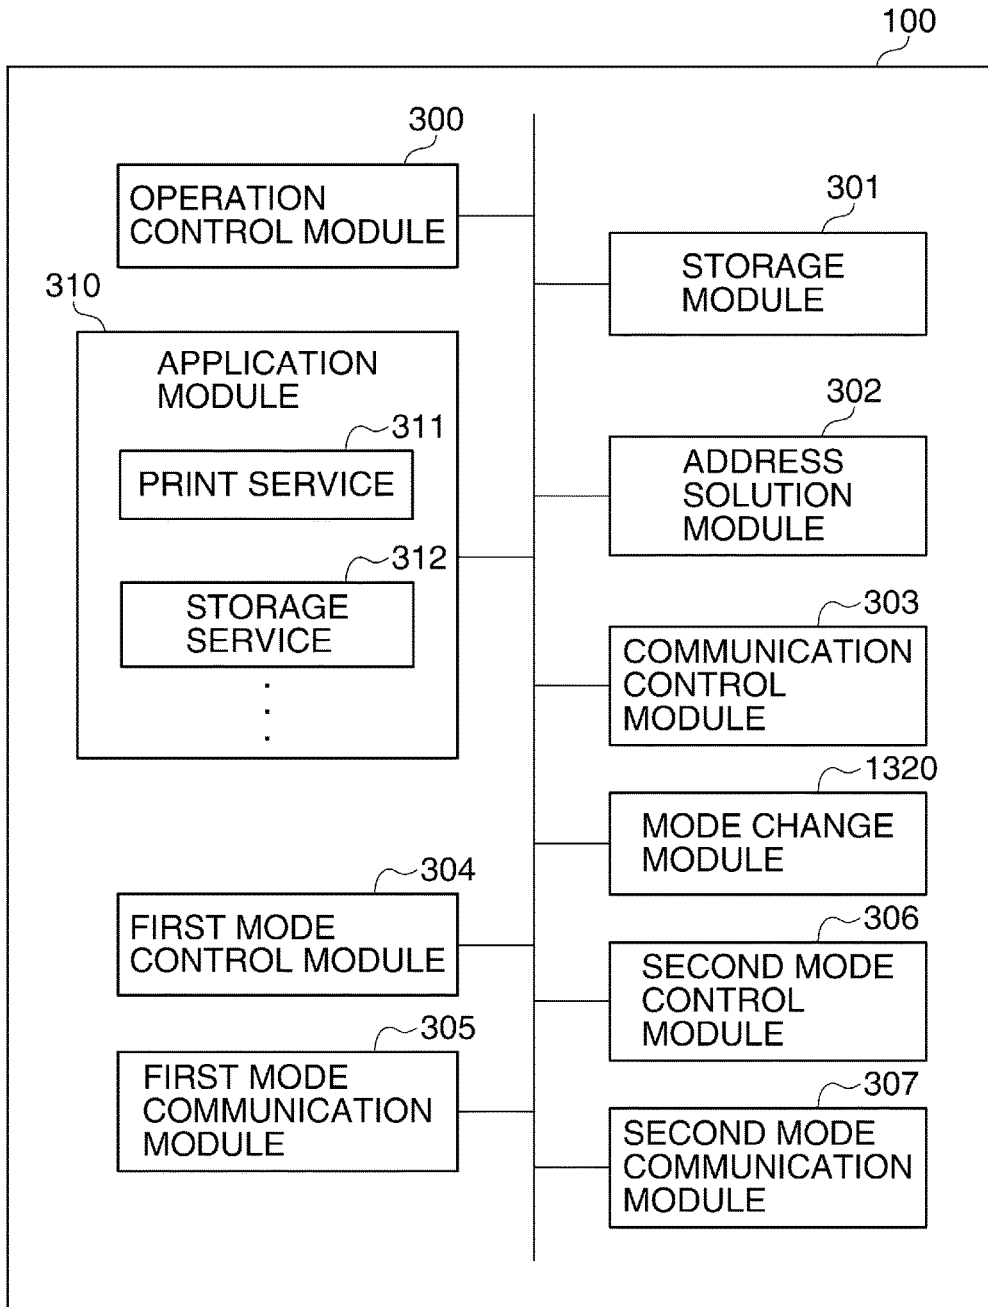 100
300
OPERATION
CONTROL MODULE
301
STORAGE
MODULE
310
APPLICATION
MODULE
311
PRINT SERVICE
312
STORAGE
SERVICE
302
ADDRESS
SOLUTION
MODULE
303
COMMUNICATION
CONTROL
MODULE
1320
MODE CHANGE
MODULE
304
FIRST MODE
CONTROL MODULE
306
SECOND MODE
CONTROL
MODULE
305
FIRST MODE
COMMUNICATION
MODULE
307
SECOND MODE
COMMUNICATION
MODULE